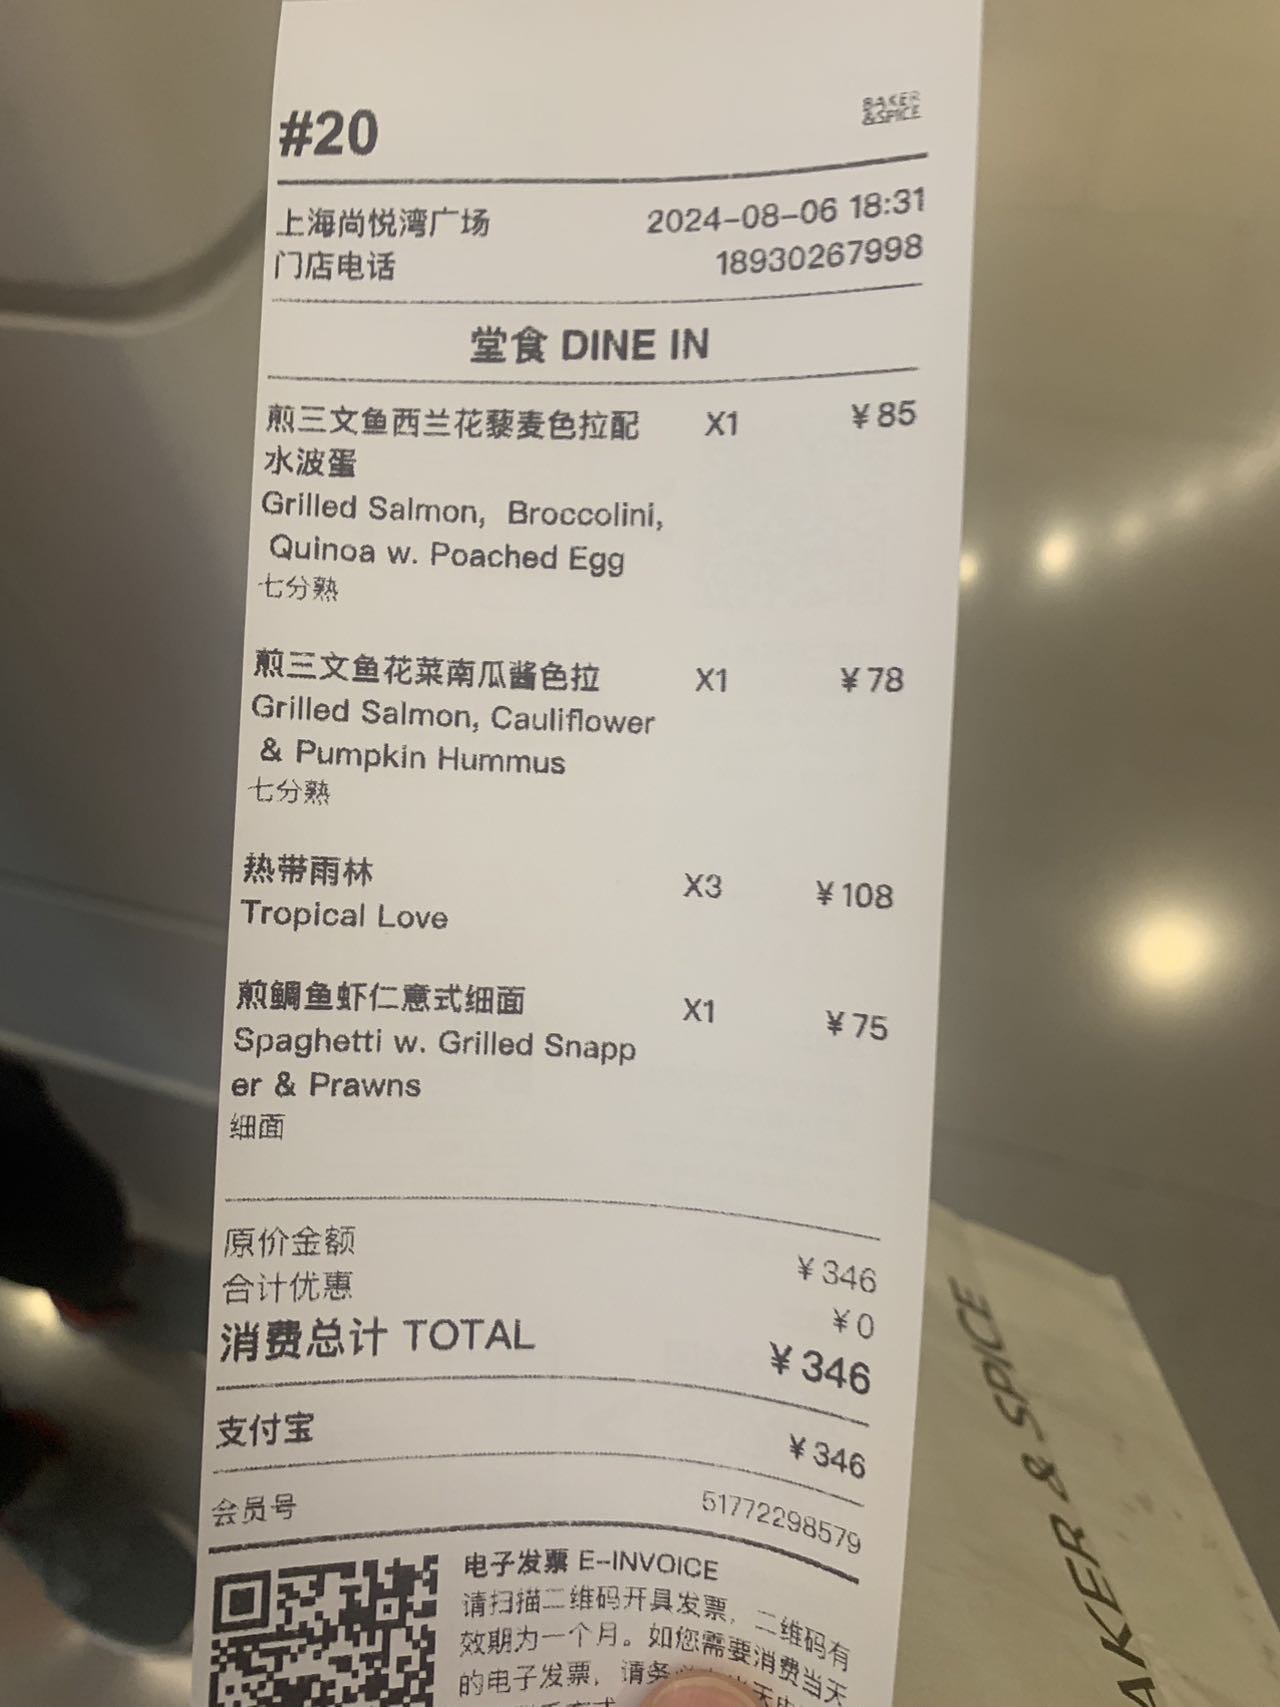 #20
BAKER
&SPICE
上海尚悦湾广场 2024-08-06 18:31
门店电话 18930267998
堂食 DINE IN
煎三文鱼西兰花藜麦色拉配 X1 ¥85
水波蛋
Grilled Salmon, Broccolini,
Quinoa w. Poached Egg
七分熟
煎三文鱼花菜南瓜酱色拉 X1 ¥78
Grilled Salmon, Cauliflower
& Pumpkin Hummus
七分熟
热带雨林 X3 ¥108
Tropical Love
煎鲷鱼虾仁意式细面 X1 ¥75
Spaghetti w. Grilled Snapp
er & Prawns
细面
原价金额 ¥346
合计优惠 ¥0
消费总计 TOTAL ¥346
支付宝 ¥346
会员号 51772298579
电子发票 E-INVOICE
请扫描二维码开具发票，二维码有
效期为一个月。如您需要消费当天
的电子发票，请务
BAKER & SPICE